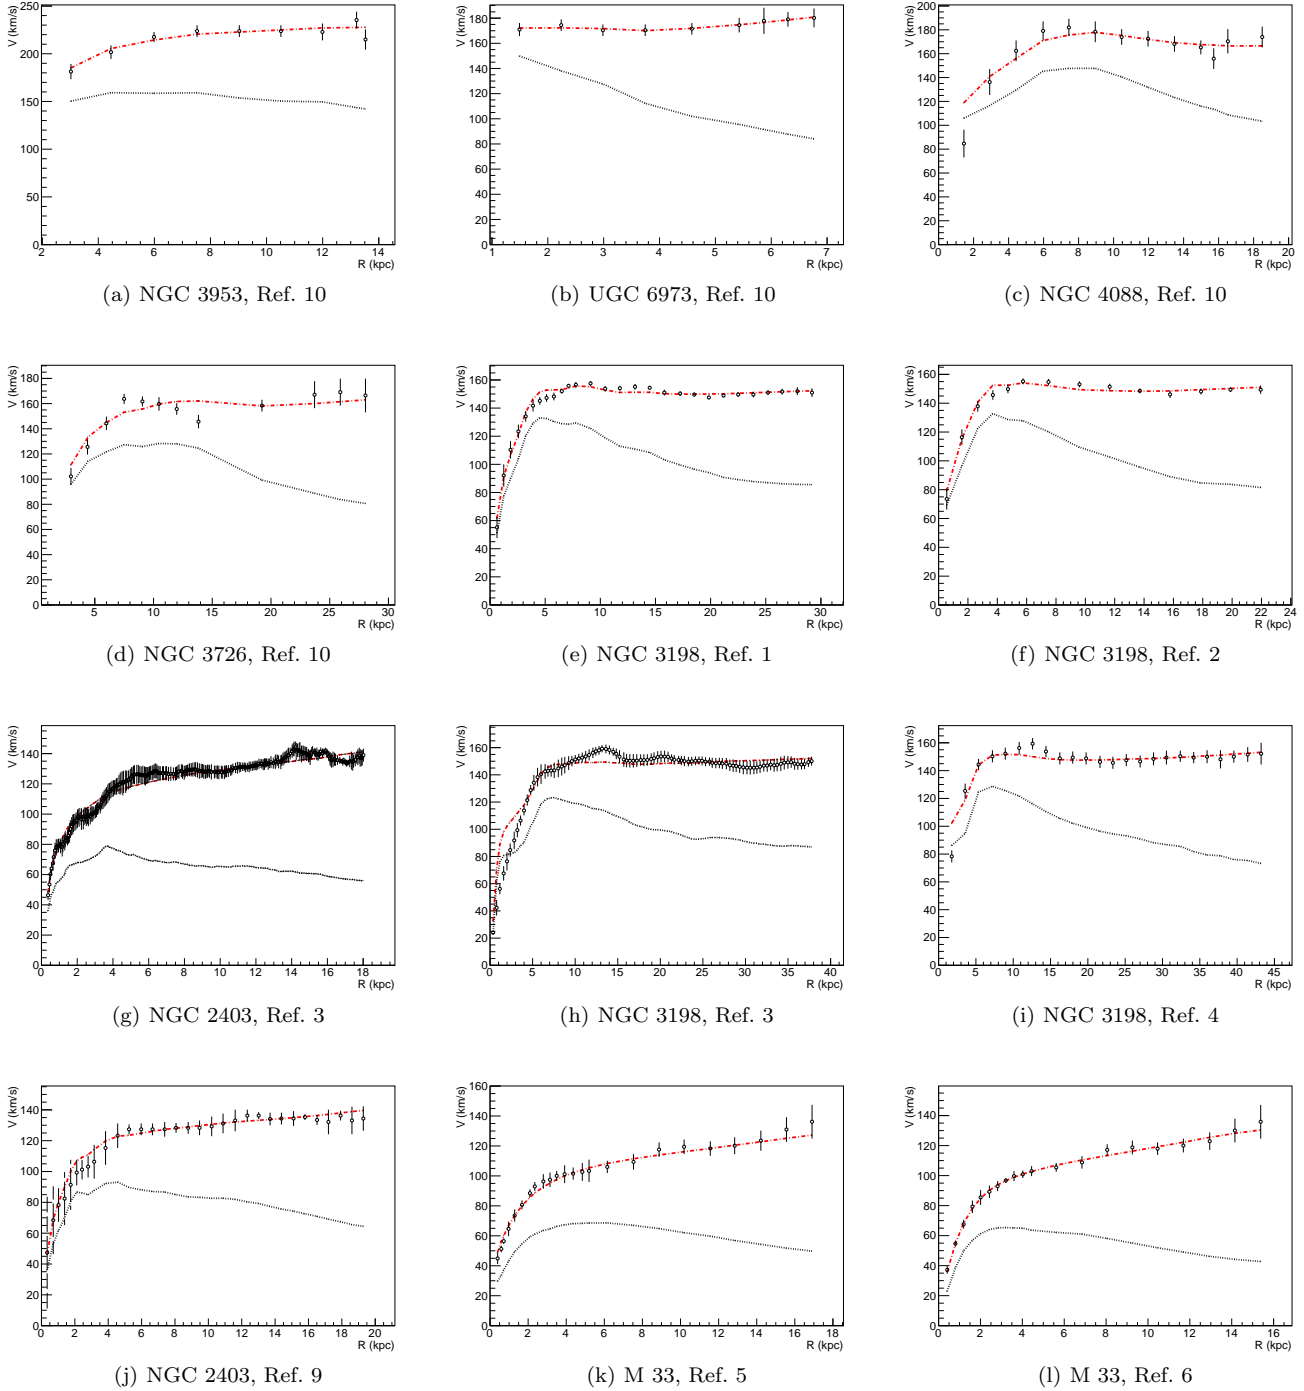 V (km/s)
250
200
150
100
50
0
2 4 6 8 10 12 14
R (kpc)
(a) NGC 3953, Ref. 10
V (km/s)
180
160
140
120
100
80
60
40
20
0
1 2 3 4 5 6 7
R (kpc)
(b) UGC 6973, Ref. 10
V (km/s)
200
180
160
140
120
100
80
60
40
20
0
0 2 4 6 8 10 12 14 16 18 20
R (kpc)
(c) NGC 4088, Ref. 10
V (km/s)
180
160
140
120
100
80
60
40
20
0
5 10 15 20 25 30
R (kpc)
(d) NGC 3726, Ref. 10
V (km/s)
160
140
120
100
80
60
40
20
0
0 5 10 15 20 25 30
R (kpc)
(e) NGC 3198, Ref. 1
V (km/s)
160
140
120
100
80
60
40
20
0
0 2 4 6 8 10 12 14 16 18 20 22 24
R (kpc)
(f) NGC 3198, Ref. 2
V (km/s)
140
120
100
80
60
40
20
0
0 2 4 6 8 10 12 14 16 18
R (kpc)
(g) NGC 2403, Ref. 3
V (km/s)
160
140
120
100
80
60
40
20
0
0 5 10 15 20 25 30 35 40
R (kpc)
(h) NGC 3198, Ref. 3
V (km/s)
160
140
120
100
80
60
40
20
0
0 5 10 15 20 25 30 35 40 45
R (kpc)
(i) NGC 3198, Ref. 4
V (km/s)
140
120
100
80
60
40
20
0
0 2 4 6 8 10 12 14 16 18 20
R (kpc)
(j) NGC 2403, Ref. 9
V (km/s)
160
140
120
100
80
60
40
20
0
0 2 4 6 8 10 12 14 16 18
R (kpc)
(k) M 33, Ref. 5
V (km/s)
160
140
120
100
80
60
40
20
0
0 2 4 6 8 10 12 14 16
R (kpc)
(l) M 33, Ref. 6